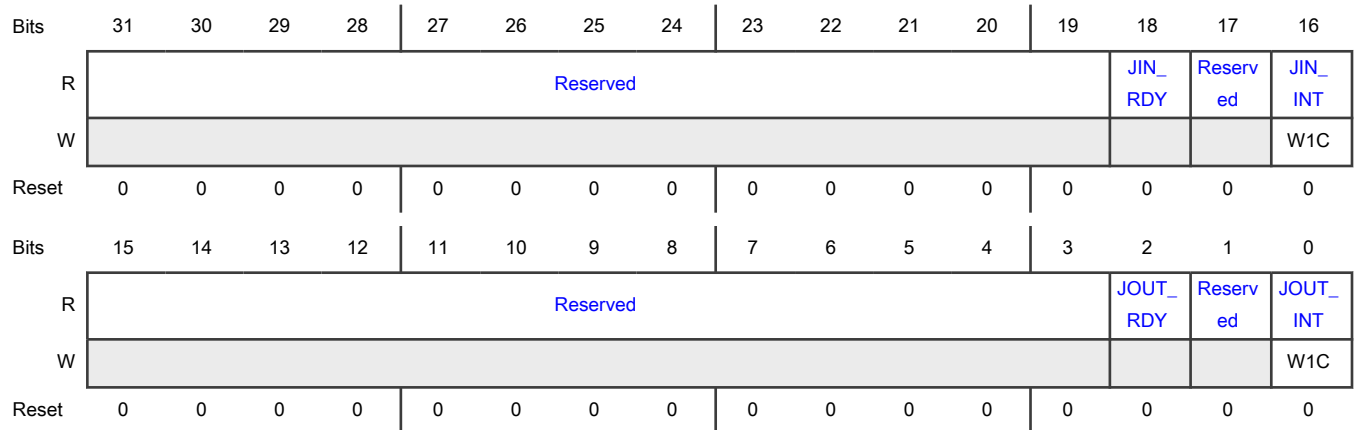 Bits 31 30 29 28 27 26 25 24 23 22 21 20 19 18 17 16
R Reserved JIN_ Reserv JIN_
RDY ed INT
W W1C
Reset 0 0 0 0 0 0 0 0 0 0 0 0 0 0 0 0
Bits 15 14 13 12 11 10 9 8 7 6 5 4 3 2 1 0
R Reserved JOUT_ Reserv JOUT_
RDY ed INT
W W1C
Reset 0 0 0 0 0 0 0 0 0 0 0 0 0 0 0 0